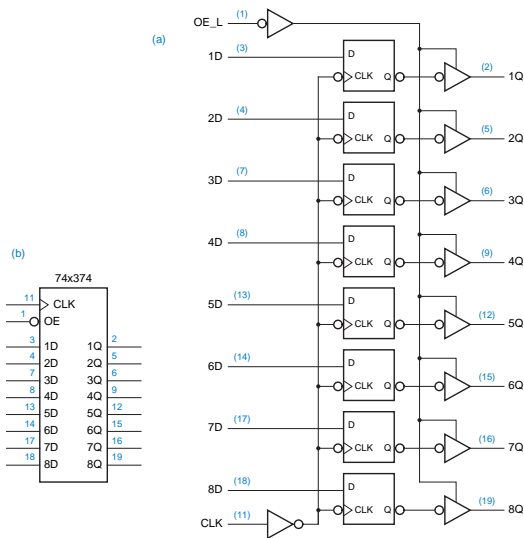 (a)
OE_L (1)
1D (3) D CLK Q (2) 1Q
2D (4) D CLK Q (5) 2Q
3D (7) D CLK Q (6) 3Q
4D (8) D CLK Q (9) 4Q
5D (13) D CLK Q (12) 5Q
6D (14) D CLK Q (15) 6Q
7D (17) D CLK Q (16) 7Q
8D (18) D CLK Q (19) 8Q
CLK (11)
(b)
74x374
11 CLK
1 OE
3 1D 1Q 2
4 2D 2Q 5
7 3D 3Q 6
8 4D 4Q 9
13 5D 5Q 12
14 6D 6Q 15
17 7D 7Q 16
18 8D 8Q 19